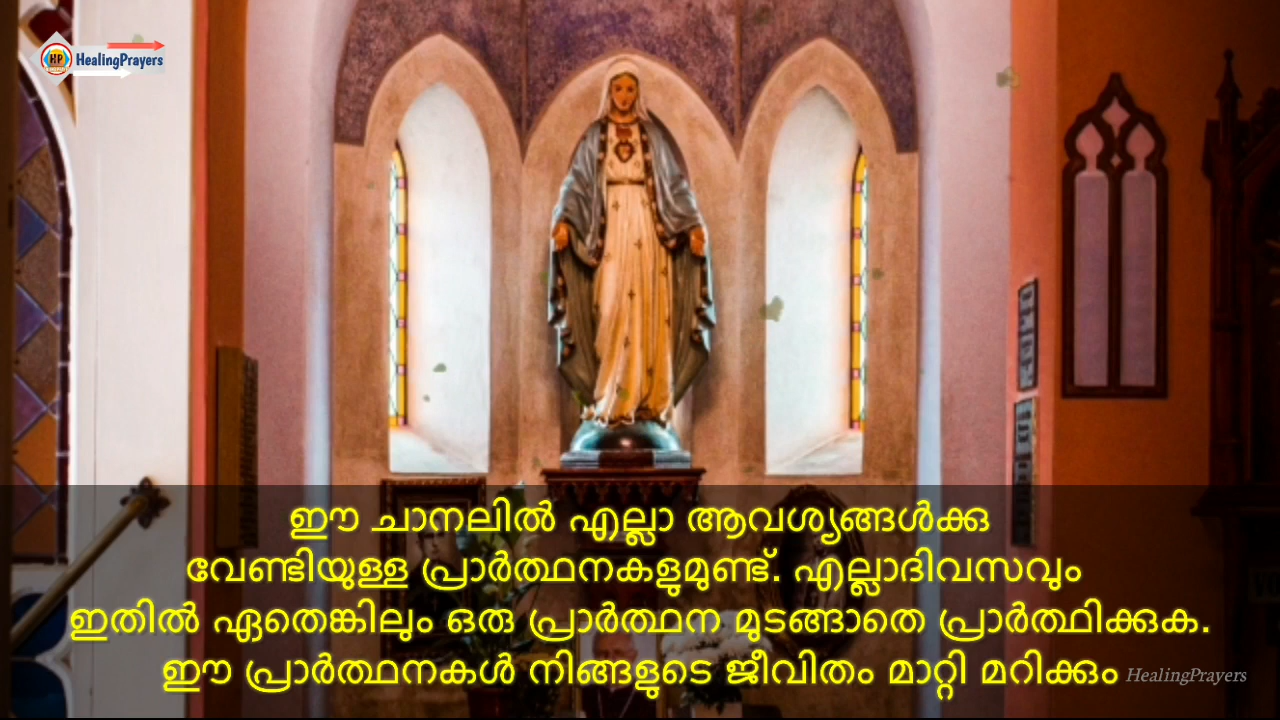 HP HealingPrayers
ഈ ചാനലിൽ എല്ലാ ആവശ്യങ്ങൾക്കു
വേണ്ടിയുള്ള പ്രാർത്ഥനകളുമുണ്ട്. എല്ലാദിവസവും
ഇതിൽ ഏതെങ്കിലും ഒരു പ്രാർത്ഥന മുടങ്ങാതെ പ്രാർത്ഥിക്കുക.
ഈ പ്രാർത്ഥനകൾ നിങ്ങളുടെ ജീവിതം മാറ്റി മറിക്കും HealingPrayers